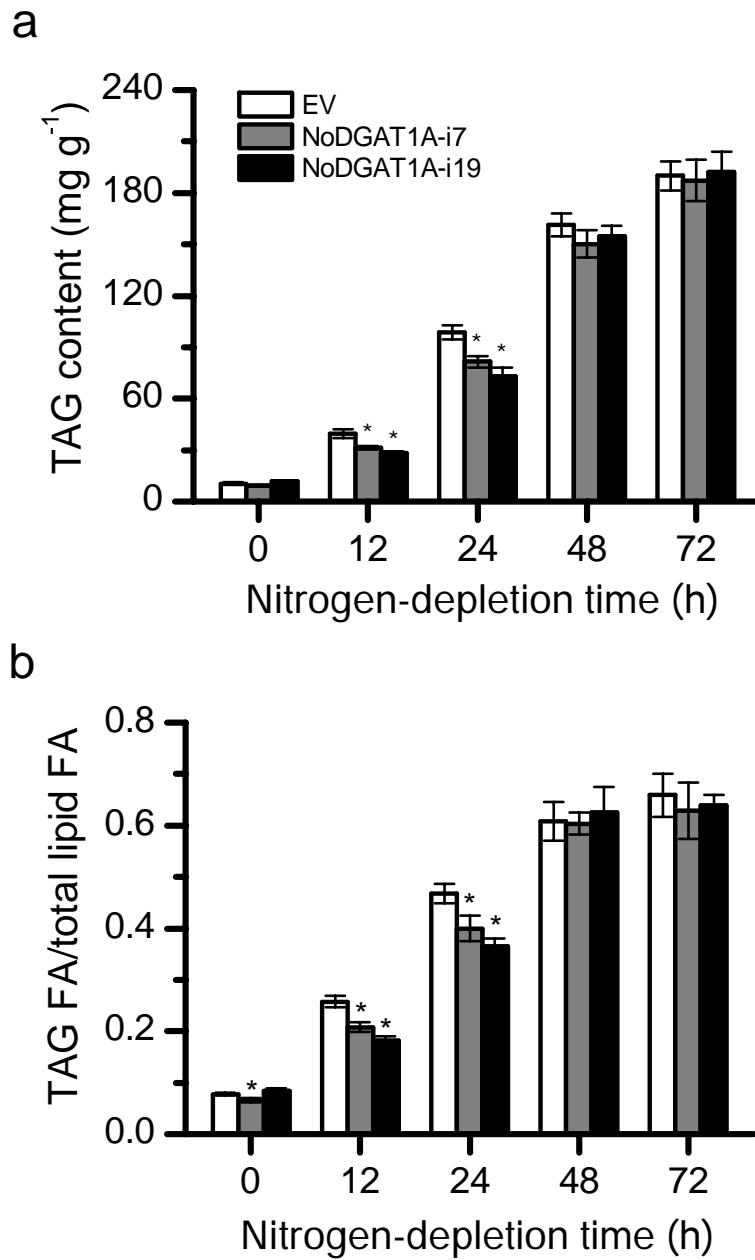 a
240
180
120
60
0
TAG content (mg g⁻¹)
EV
NoDGAT1A-i7
NoDGAT1A-i19
* *
* *
0 12 24 48 72
Nitrogen-depletion time (h)
b
0.8
0.6
0.4
0.2
0.0
TAG FA/total lipid FA
*
* *
* *
0 12 24 48 72
Nitrogen-depletion time (h)